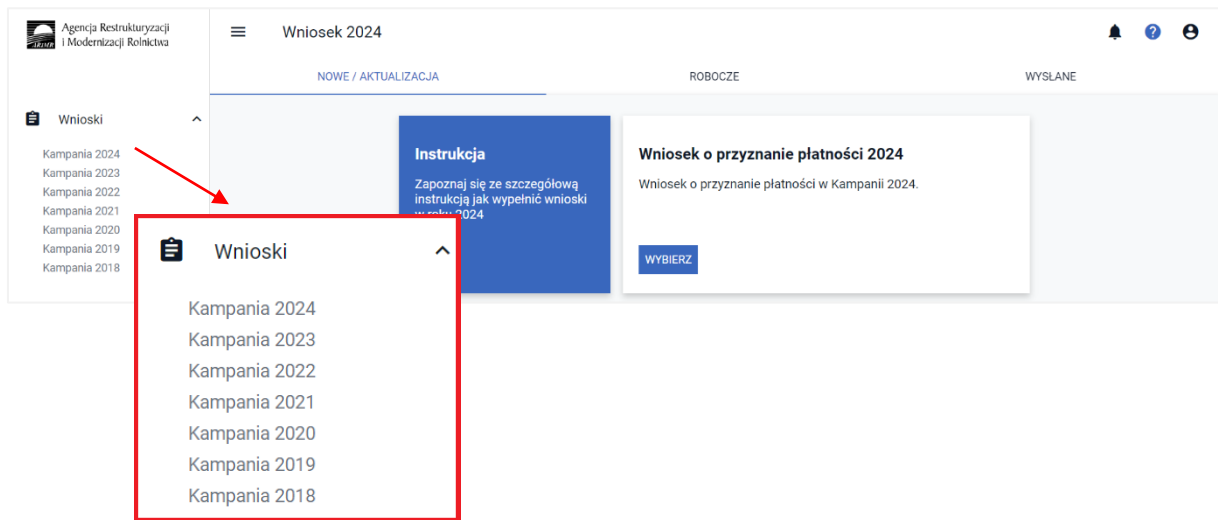 Agencja Restrukturyzacji
i Modernizacji Rolnictwa
ARiMR
Wniosek 2024
NOWE / AKTUALIZACJA
ROBOCZE
WYSŁANE
Wnioski
Kampania 2024
Kampania 2023
Kampania 2022
Kampania 2021
Kampania 2020
Kampania 2019
Kampania 2018
Instrukcja
Zapoznaj się ze szczegółową
instrukcją jak wypełnić wnioski
w roku 2024
Wniosek o przyznanie płatności 2024
Wniosek o przyznanie płatności w Kampanii 2024.
WYBIERZ
Wnioski
Kampania 2024
Kampania 2023
Kampania 2022
Kampania 2021
Kampania 2020
Kampania 2019
Kampania 2018